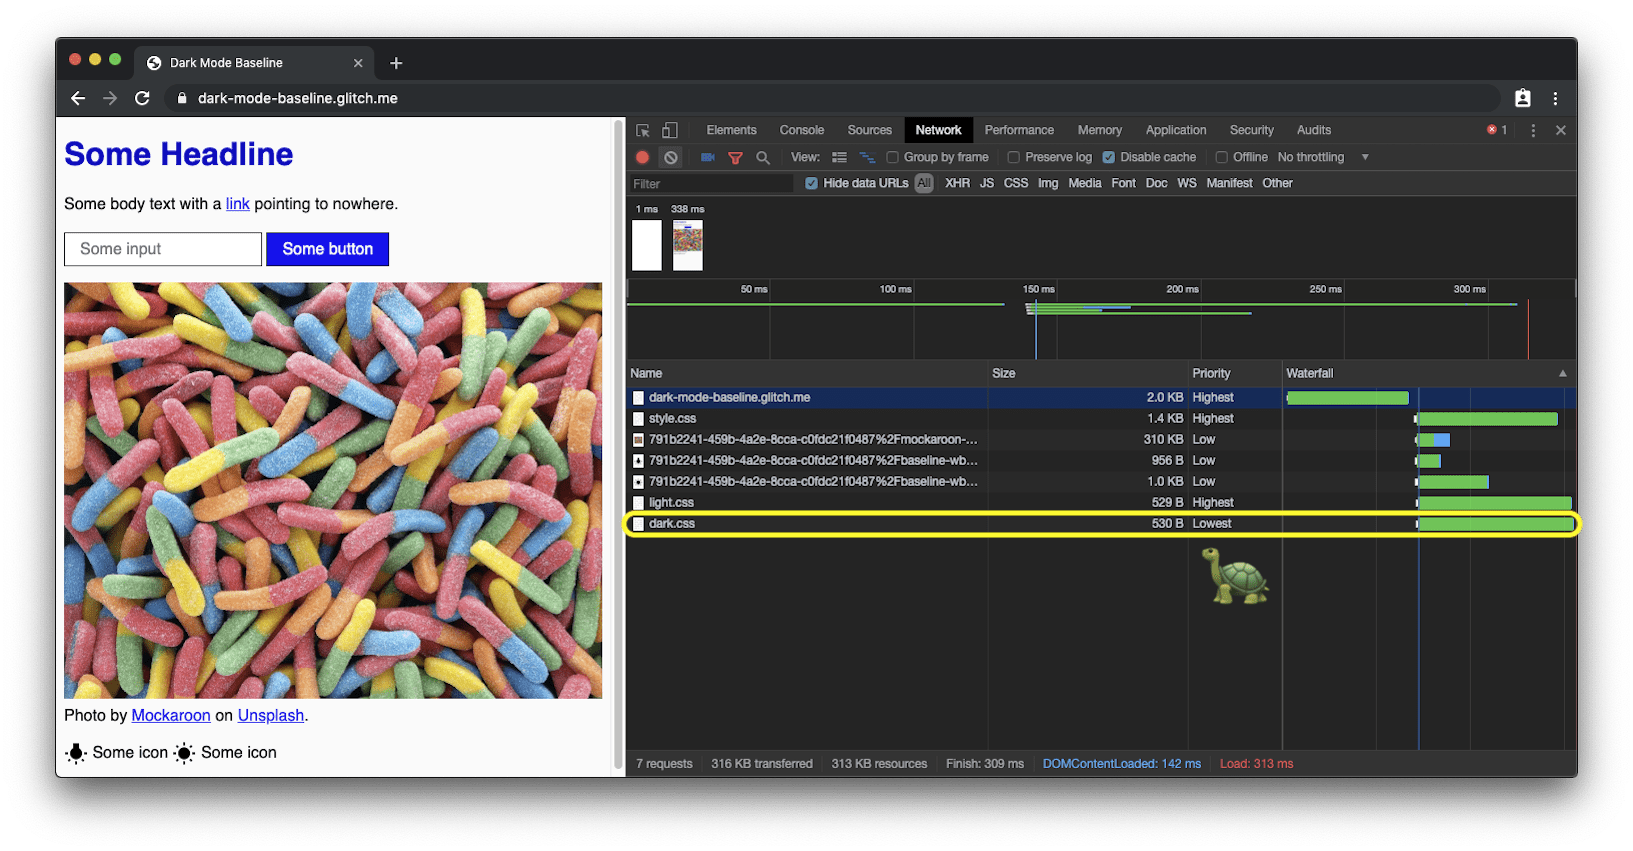 Dark Mode Baseline
dark-mode-baseline.glitch.me
Some Headline
Some body text with a link pointing to nowhere.
Some input
Some button
Photo by Mockaroon on Unsplash.
Some icon Some icon
Elements Console Sources Network Performance Memory Application Security Audits 1
View: Group by frame Preserve log Disable cache Offline No throttling
Filter Hide data URLs All XHR JS CSS Img Media Font Doc WS Manifest Other
1 ms 338 ms
50 ms 100 ms 150 ms 200 ms 250 ms 300 ms
Name Size Priority Waterfall
dark-mode-baseline.glitch.me 2.0 KB Highest
style.css 1.4 KB Highest
791b2241-459b-4a2e-8cca-c0fdc21f0487%2Fmockaroon-... 310 KB Low
791b2241-459b-4a2e-8cca-c0fdc21f0487%2Fbaseline-wb... 956 B Low
791b2241-459b-4a2e-8cca-c0fdc21f0487%2Fbaseline-wb... 1.0 KB Low
light.css 529 B Highest
dark.css 530 B Lowest
7 requests 316 KB transferred 313 KB resources Finish: 309 ms DOMContentLoaded: 142 ms Load: 313 ms